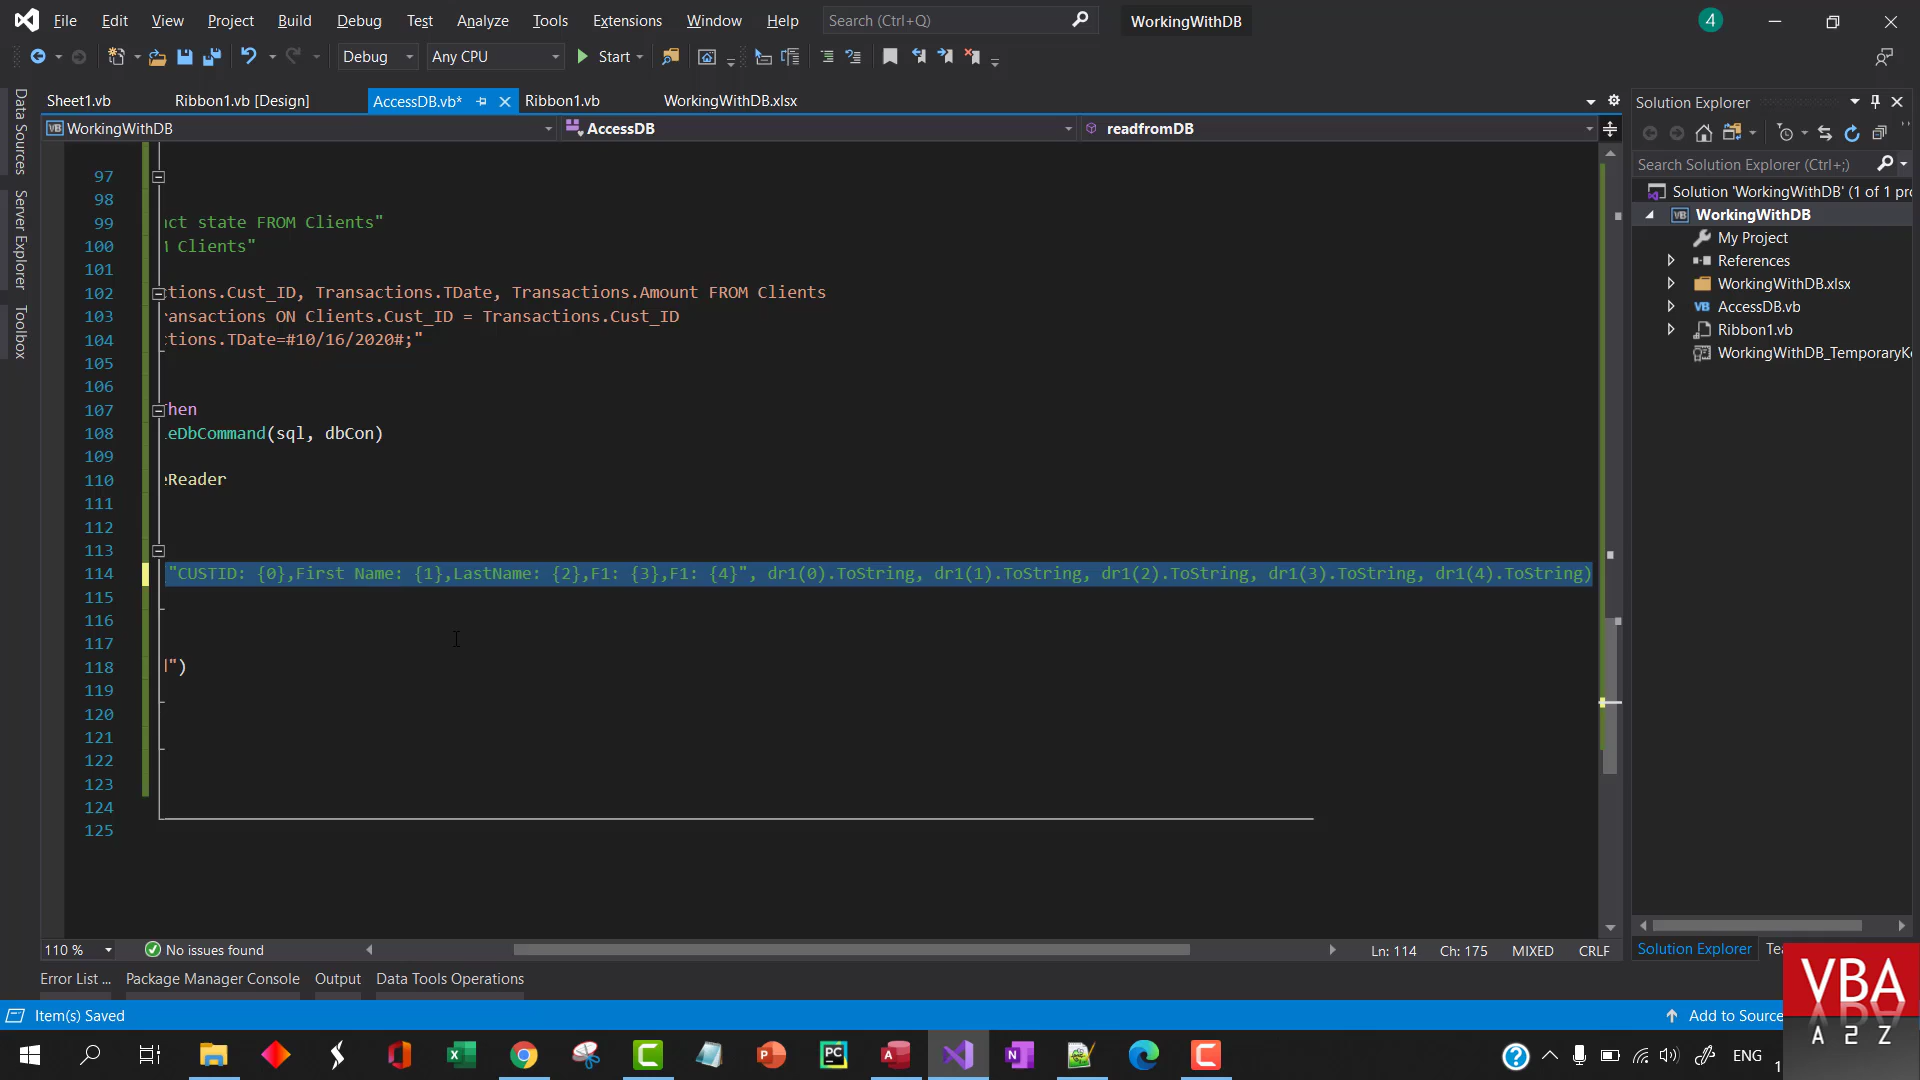 File Edit View Project Build Debug Test Analyze Tools Extensions Window Help Search (Ctrl+Q) WorkingWithDB 4
Debug Any CPU Start
Sheet1.vb Ribbon1.vb [Design] AccessDB.vb* Ribbon1.vb WorkingWithDB.xlsx
WorkingWithDB AccessDB readfromDB
Data Sources
Server Explorer
Toolbox
97
98
99 ct state FROM Clients"
100 Clients"
101
102 tions.Cust_ID, Transactions.TDate, Transactions.Amount FROM Clients
103 ansactions ON Clients.Cust_ID = Transactions.Cust_ID
104 tions.TDate=#10/16/2020#;"
105
106
107 hen
108 eDbCommand(sql, dbCon)
109
110 Reader
111
112
113
114 "CUSTID: {0},First Name: {1},LastName: {2},F1: {3},F1: {4}", dr1(0).ToString, dr1(1).ToString, dr1(2).ToString, dr1(3).ToString, dr1(4).ToString)
115
116
117
118 ")
119
120
121
122
123
124
125
110 % No issues found Ln: 114 Ch: 175 MIXED CRLF
Error List ... Package Manager Console Output Data Tools Operations
Item(s) Saved Add to Source
Solution Explorer
Search Solution Explorer (Ctrl+;)
Solution 'WorkingWithDB' (1 of 1 pro
WorkingWithDB
My Project
References
WorkingWithDB.xlsx
AccessDB.vb
Ribbon1.vb
WorkingWithDB_TemporaryKe
Solution Explorer Tea
VBA
A 2 Z
ENG 1